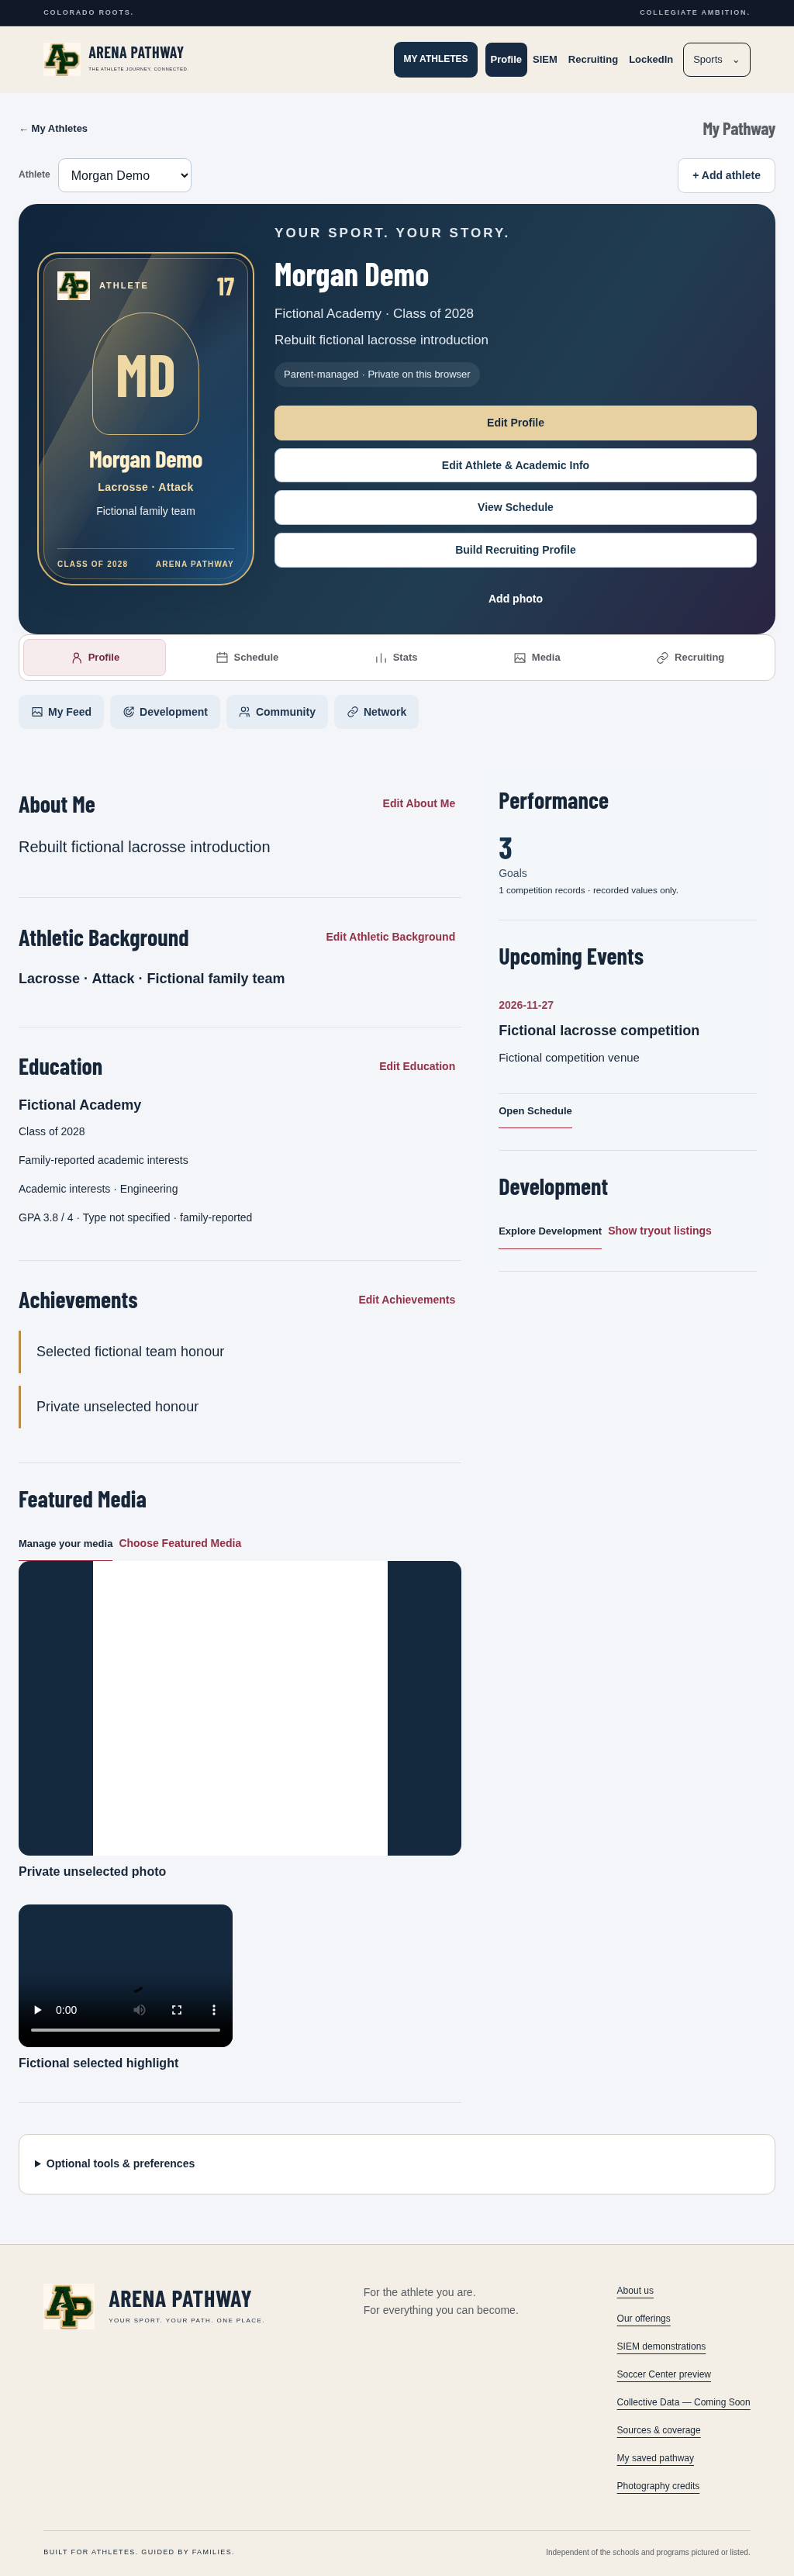 COLORADO ROOTS.
COLLEGIATE AMBITION.
AP
ARENA PATHWAY
THE ATHLETE JOURNEY, CONNECTED.
MY ATHLETES
Profile
SIEM
Recruiting
LockedIn
Sports
← My Athletes
My Pathway
Athlete
Morgan Demo
+ Add athlete
AP
ATHLETE
17
MD
Morgan Demo
Lacrosse · Attack
Fictional family team
CLASS OF 2028
ARENA PATHWAY
YOUR SPORT. YOUR STORY.
Morgan Demo
Fictional Academy · Class of 2028
Rebuilt fictional lacrosse introduction
Parent-managed · Private on this browser
Edit Profile
Edit Athlete & Academic Info
View Schedule
Build Recruiting Profile
Add photo
Profile
Schedule
Stats
Media
Recruiting
My Feed
Development
Community
Network
About Me
Edit About Me
Rebuilt fictional lacrosse introduction
Athletic Background
Edit Athletic Background
Lacrosse · Attack · Fictional family team
Education
Edit Education
Fictional Academy
Class of 2028
Family-reported academic interests
Academic interests · Engineering
GPA 3.8 / 4 · Type not specified · family-reported
Achievements
Edit Achievements
Selected fictional team honour
Private unselected honour
Featured Media
Manage your media
Choose Featured Media
Private unselected photo
0:00
Fictional selected highlight
Performance
3
Goals
1 competition records · recorded values only.
Upcoming Events
2026-11-27
Fictional lacrosse competition
Fictional competition venue
Open Schedule
Development
Explore Development
Show tryout listings
Optional tools & preferences
AP
ARENA PATHWAY
YOUR SPORT. YOUR PATH. ONE PLACE.
For the athlete you are.
For everything you can become.
About us
Our offerings
SIEM demonstrations
Soccer Center preview
Collective Data — Coming Soon
Sources & coverage
My saved pathway
Photography credits
BUILT FOR ATHLETES. GUIDED BY FAMILIES.
Independent of the schools and programs pictured or listed.